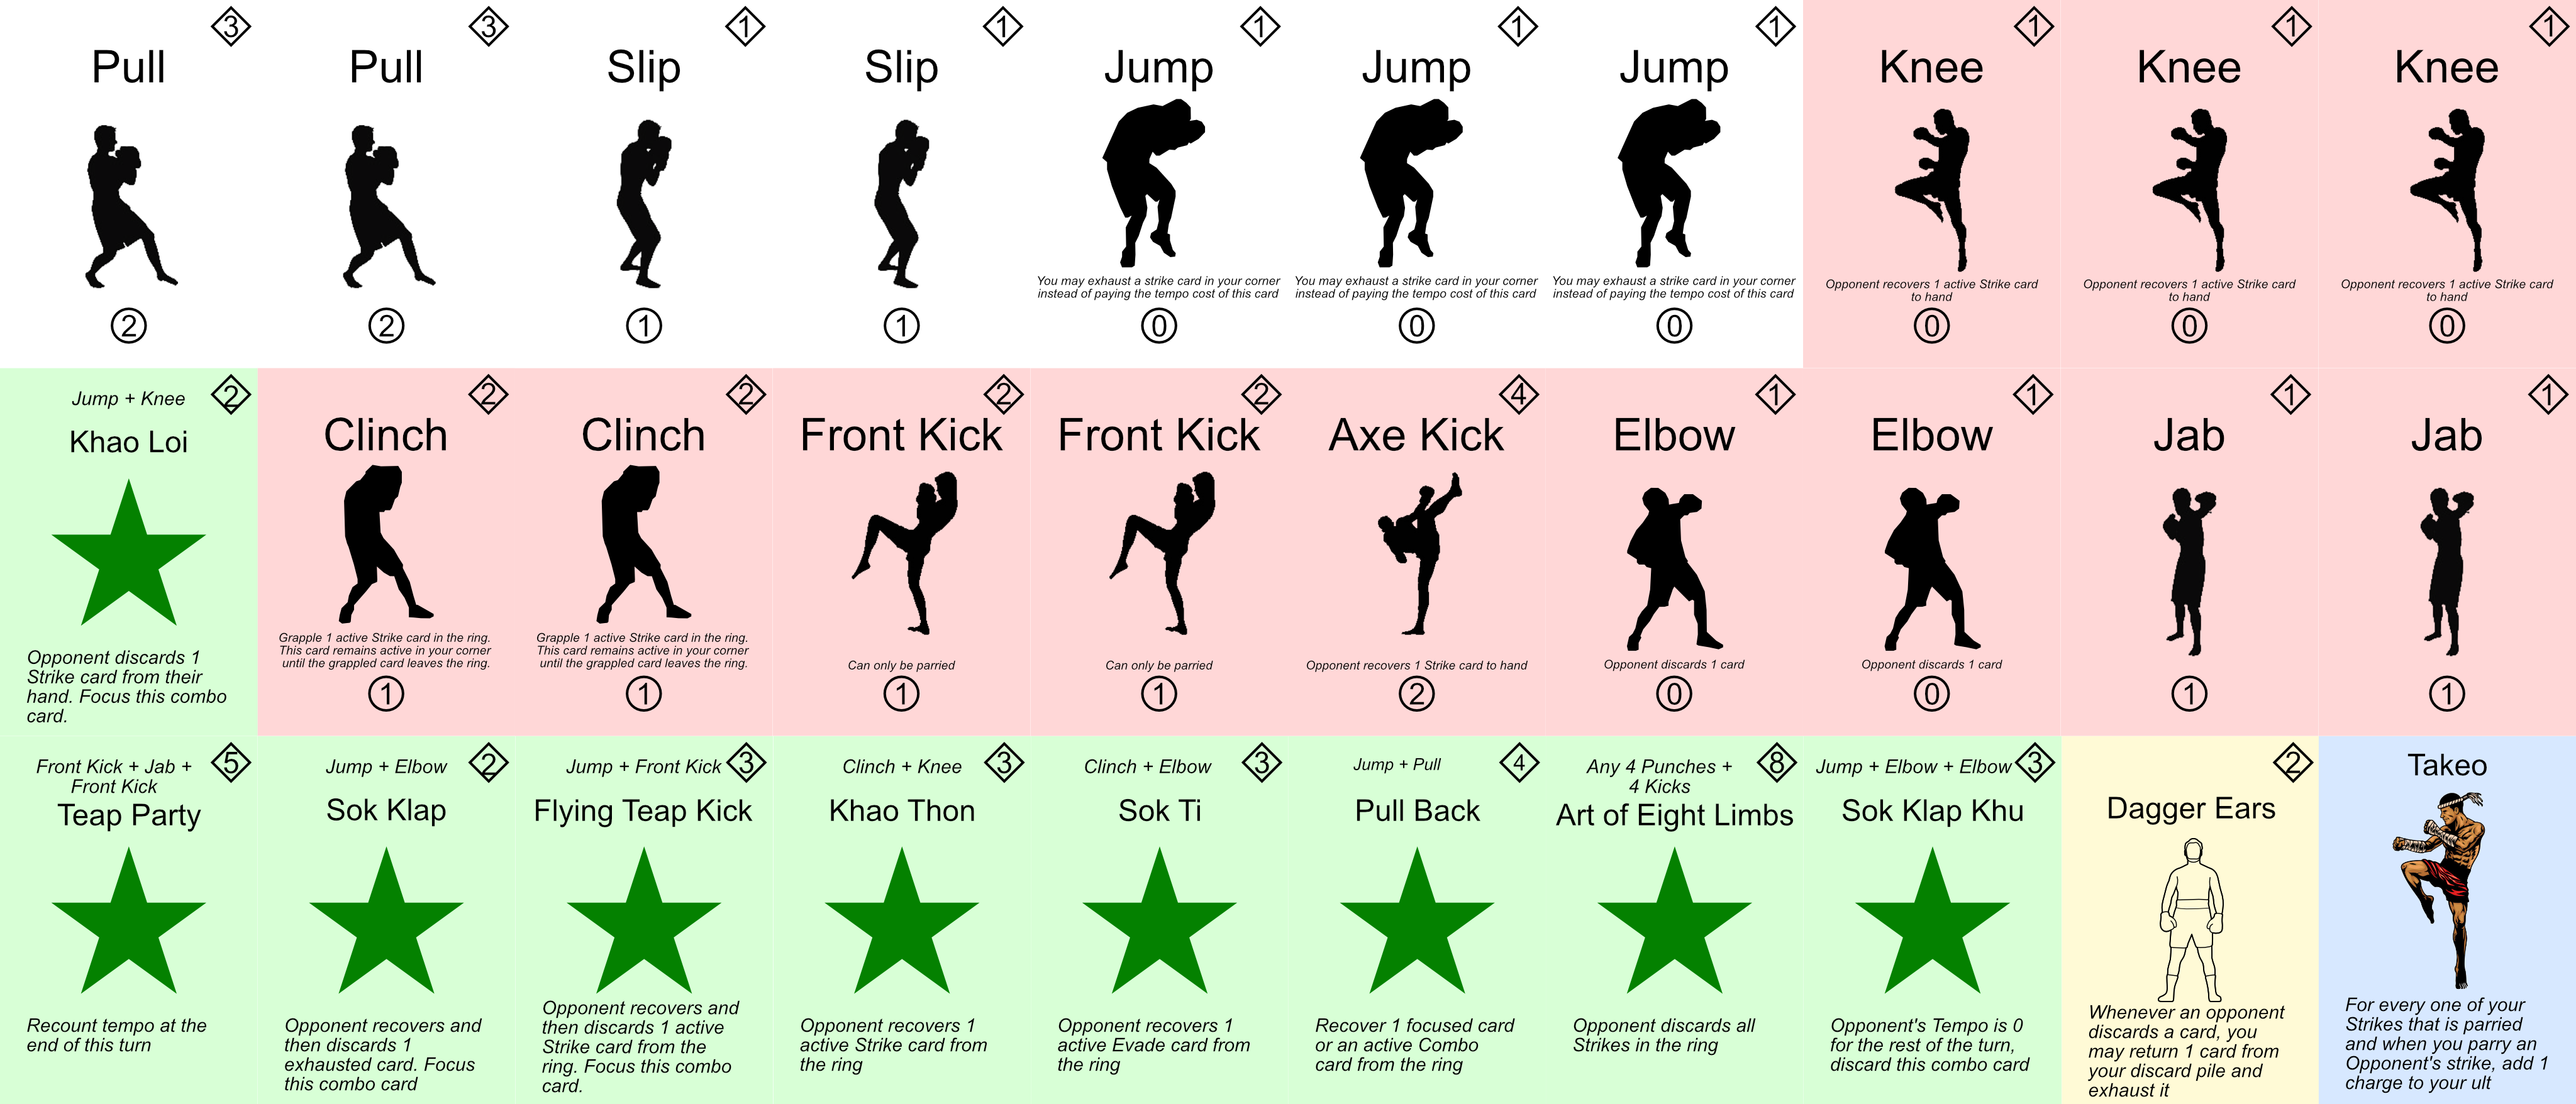 3
Pull
2
3
Pull
2
1
Slip
1
1
Slip
1
1
Jump
You may exhaust a strike card in your corner
instead of paying the tempo cost of this card
0
1
Jump
You may exhaust a strike card in your corner
instead of paying the tempo cost of this card
0
1
Jump
You may exhaust a strike card in your corner
instead of paying the tempo cost of this card
0
1
Knee
Opponent recovers 1 active Strike card
to hand
0
1
Knee
Opponent recovers 1 active Strike card
to hand
0
1
Knee
Opponent recovers 1 active Strike card
to hand
0
2
Jump + Knee
Khao Loi
Opponent discards 1
Strike card from their
hand. Focus this combo
card.
2
Clinch
Grapple 1 active Strike card in the ring.
This card remains active in your corner
until the grappled card leaves the ring.
1
2
Clinch
Grapple 1 active Strike card in the ring.
This card remains active in your corner
until the grappled card leaves the ring.
1
2
Front Kick
Can only be parried
1
2
Front Kick
Can only be parried
1
4
Axe Kick
Opponent recovers 1 Strike card to hand
2
1
Elbow
Opponent discards 1 card
0
1
Elbow
Opponent discards 1 card
0
1
Jab
1
1
Jab
1
5
Front Kick + Jab +
Front Kick
Teap Party
Recount tempo at the
end of this turn
2
Jump + Elbow
Sok Klap
Opponent recovers and
then discards 1
exhausted card. Focus
this combo card
3
Jump + Front Kick
Flying Teap Kick
Opponent recovers and
then discards 1 active
Strike card from the
ring. Focus this combo
card.
3
Clinch + Knee
Khao Thon
Opponent recovers 1
active Strike card from
the ring
3
Clinch + Elbow
Sok Ti
Opponent recovers 1
active Evade card from
the ring
4
Jump + Pull
Pull Back
Recover 1 focused card
or an active Combo
card from the ring
8
Any 4 Punches +
4 Kicks
Art of Eight Limbs
Opponent discards all
Strikes in the ring
3
Jump + Elbow + Elbow
Sok Klap Khu
Opponent's Tempo is 0
for the rest of the turn,
discard this combo card
2
Dagger Ears
Whenever an opponent
discards a card, you
may return 1 card from
your discard pile and
exhaust it
Takeo
For every one of your
Strikes that is parried
and when you parry an
Opponent's strike, add 1
charge to your ult